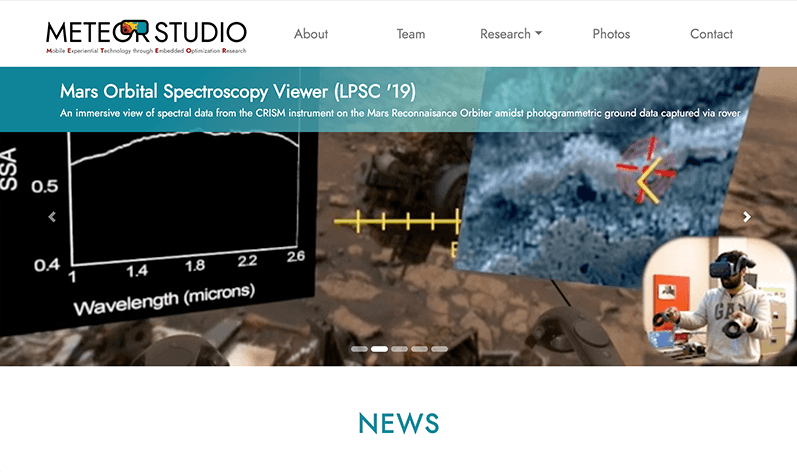 METEOR STUDIO
Mobile Experiential Technology through Embedded Optimization Research
About
Team
Research
Photos
Contact
Mars Orbital Spectroscopy Viewer (LPSC '19)
An immersive view of spectral data from the CRISM instrument on the Mars Reconnaisance Orbiter amidst photogrammetric ground data captured via rover
SSA
0.5
0.4
1
1.4
1.8
2.2
2.6
Wavelength (microns)
GAP
NEWS